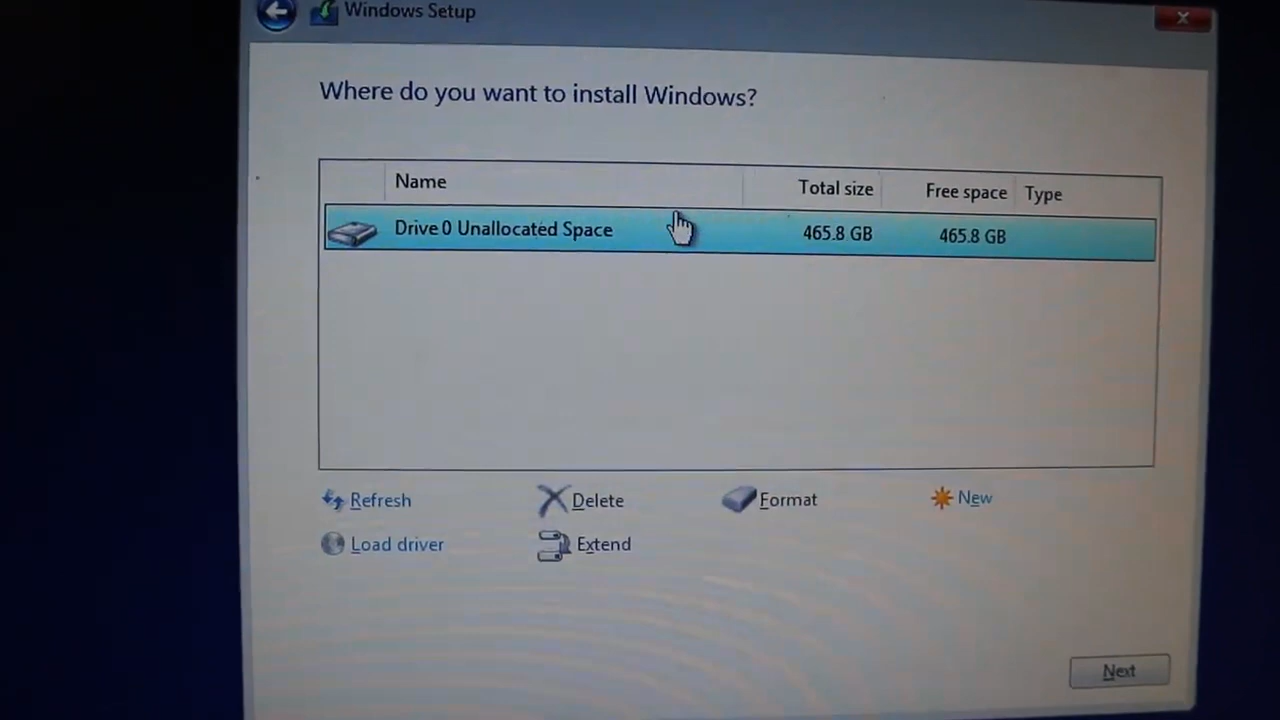 Windows Setup
Where do you want to install Windows?
Name Total size Free space Type
Drive 0 Unallocated Space 465.8 GB 465.8 GB
Refresh Delete Format New
Load driver Extend
Next